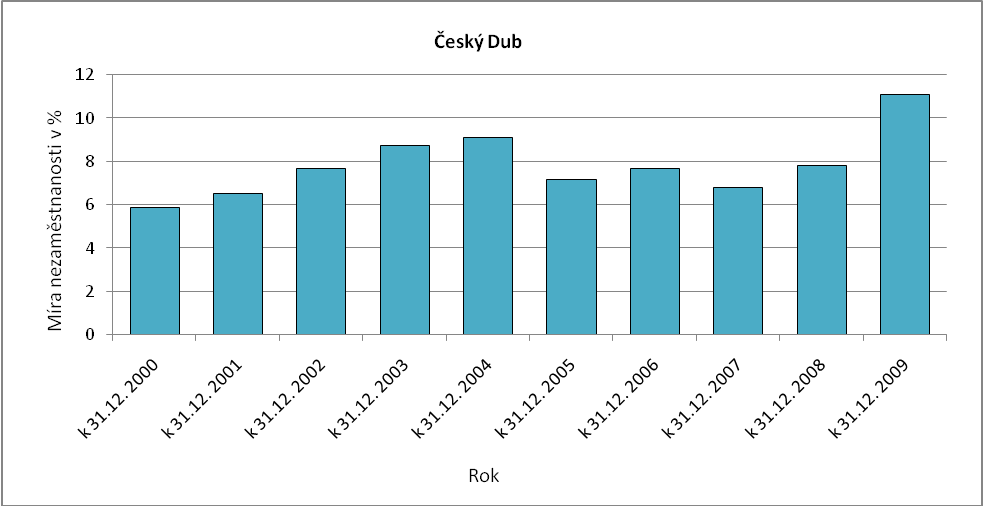 Český Dub
Míra nezaměstnanosti v %
12
10
8
6
4
2
0
k 31.12. 2000
k 31.12. 2001
k 31.12. 2002
k 31.12. 2003
k 31.12. 2004
k 31.12. 2005
k 31.12. 2006
k 31.12. 2007
k 31.12. 2008
k 31.12. 2009
Rok